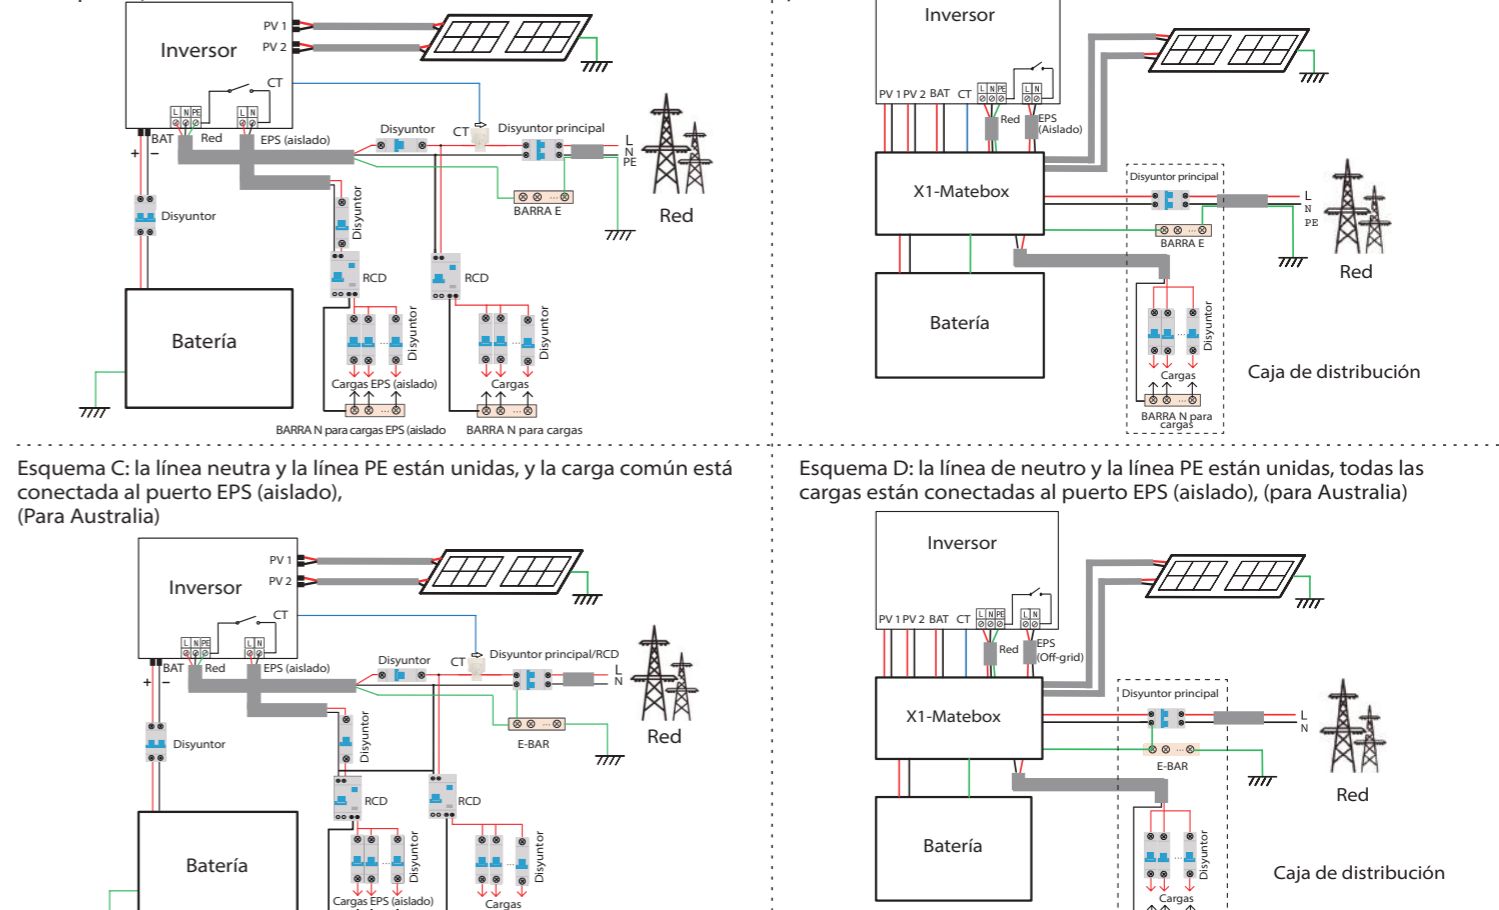 Inversor
PV 1
PV 2
CT
L N PE
L N
BAT
Red
EPS (aislado)
+ −
Disyuntor
CT
Disyuntor principal
L
N
PE
BARRA E
Red
Disyuntor
Disyuntor
RCD
RCD
Batería
Disyuntor
Disyuntor
Cargas EPS (aislado)
Cargas
BARRA N para cargas EPS (aislado
BARRA N para cargas
Inversor
PV 1 PV 2 BAT CT
L N PE
L N
Red
EPS
(Aislado)
X1-Matebox
Disyuntor principal
L
N
PE
BARRA E
Red
Batería
Disyuntor
Cargas
BARRA N para
cargas
Caja de distribución
Esquema C: la línea neutra y la línea PE están unidas, y la carga común está
conectada al puerto EPS (aislado),
(Para Australia)
Inversor
PV 1
PV 2
CT
L N PE
L N
BAT
Red
EPS (aislado)
+ −
Disyuntor
CT
Disyuntor principal/RCD
L
N
E-BAR
Red
Disyuntor
Disyuntor
RCD
RCD
Batería
Disyuntor
Disyuntor
Cargas EPS (aislado)
Cargas
Esquema D: la línea de neutro y la línea PE están unidas, todas las
cargas están conectadas al puerto EPS (aislado), (para Australia)
Inversor
PV 1 PV 2 BAT CT
L N PE
L N
Red
EPS
(Off-grid)
X1-Matebox
Disyuntor principal
L
N
E-BAR
Red
Batería
Disyuntor
Cargas
Caja de distribución